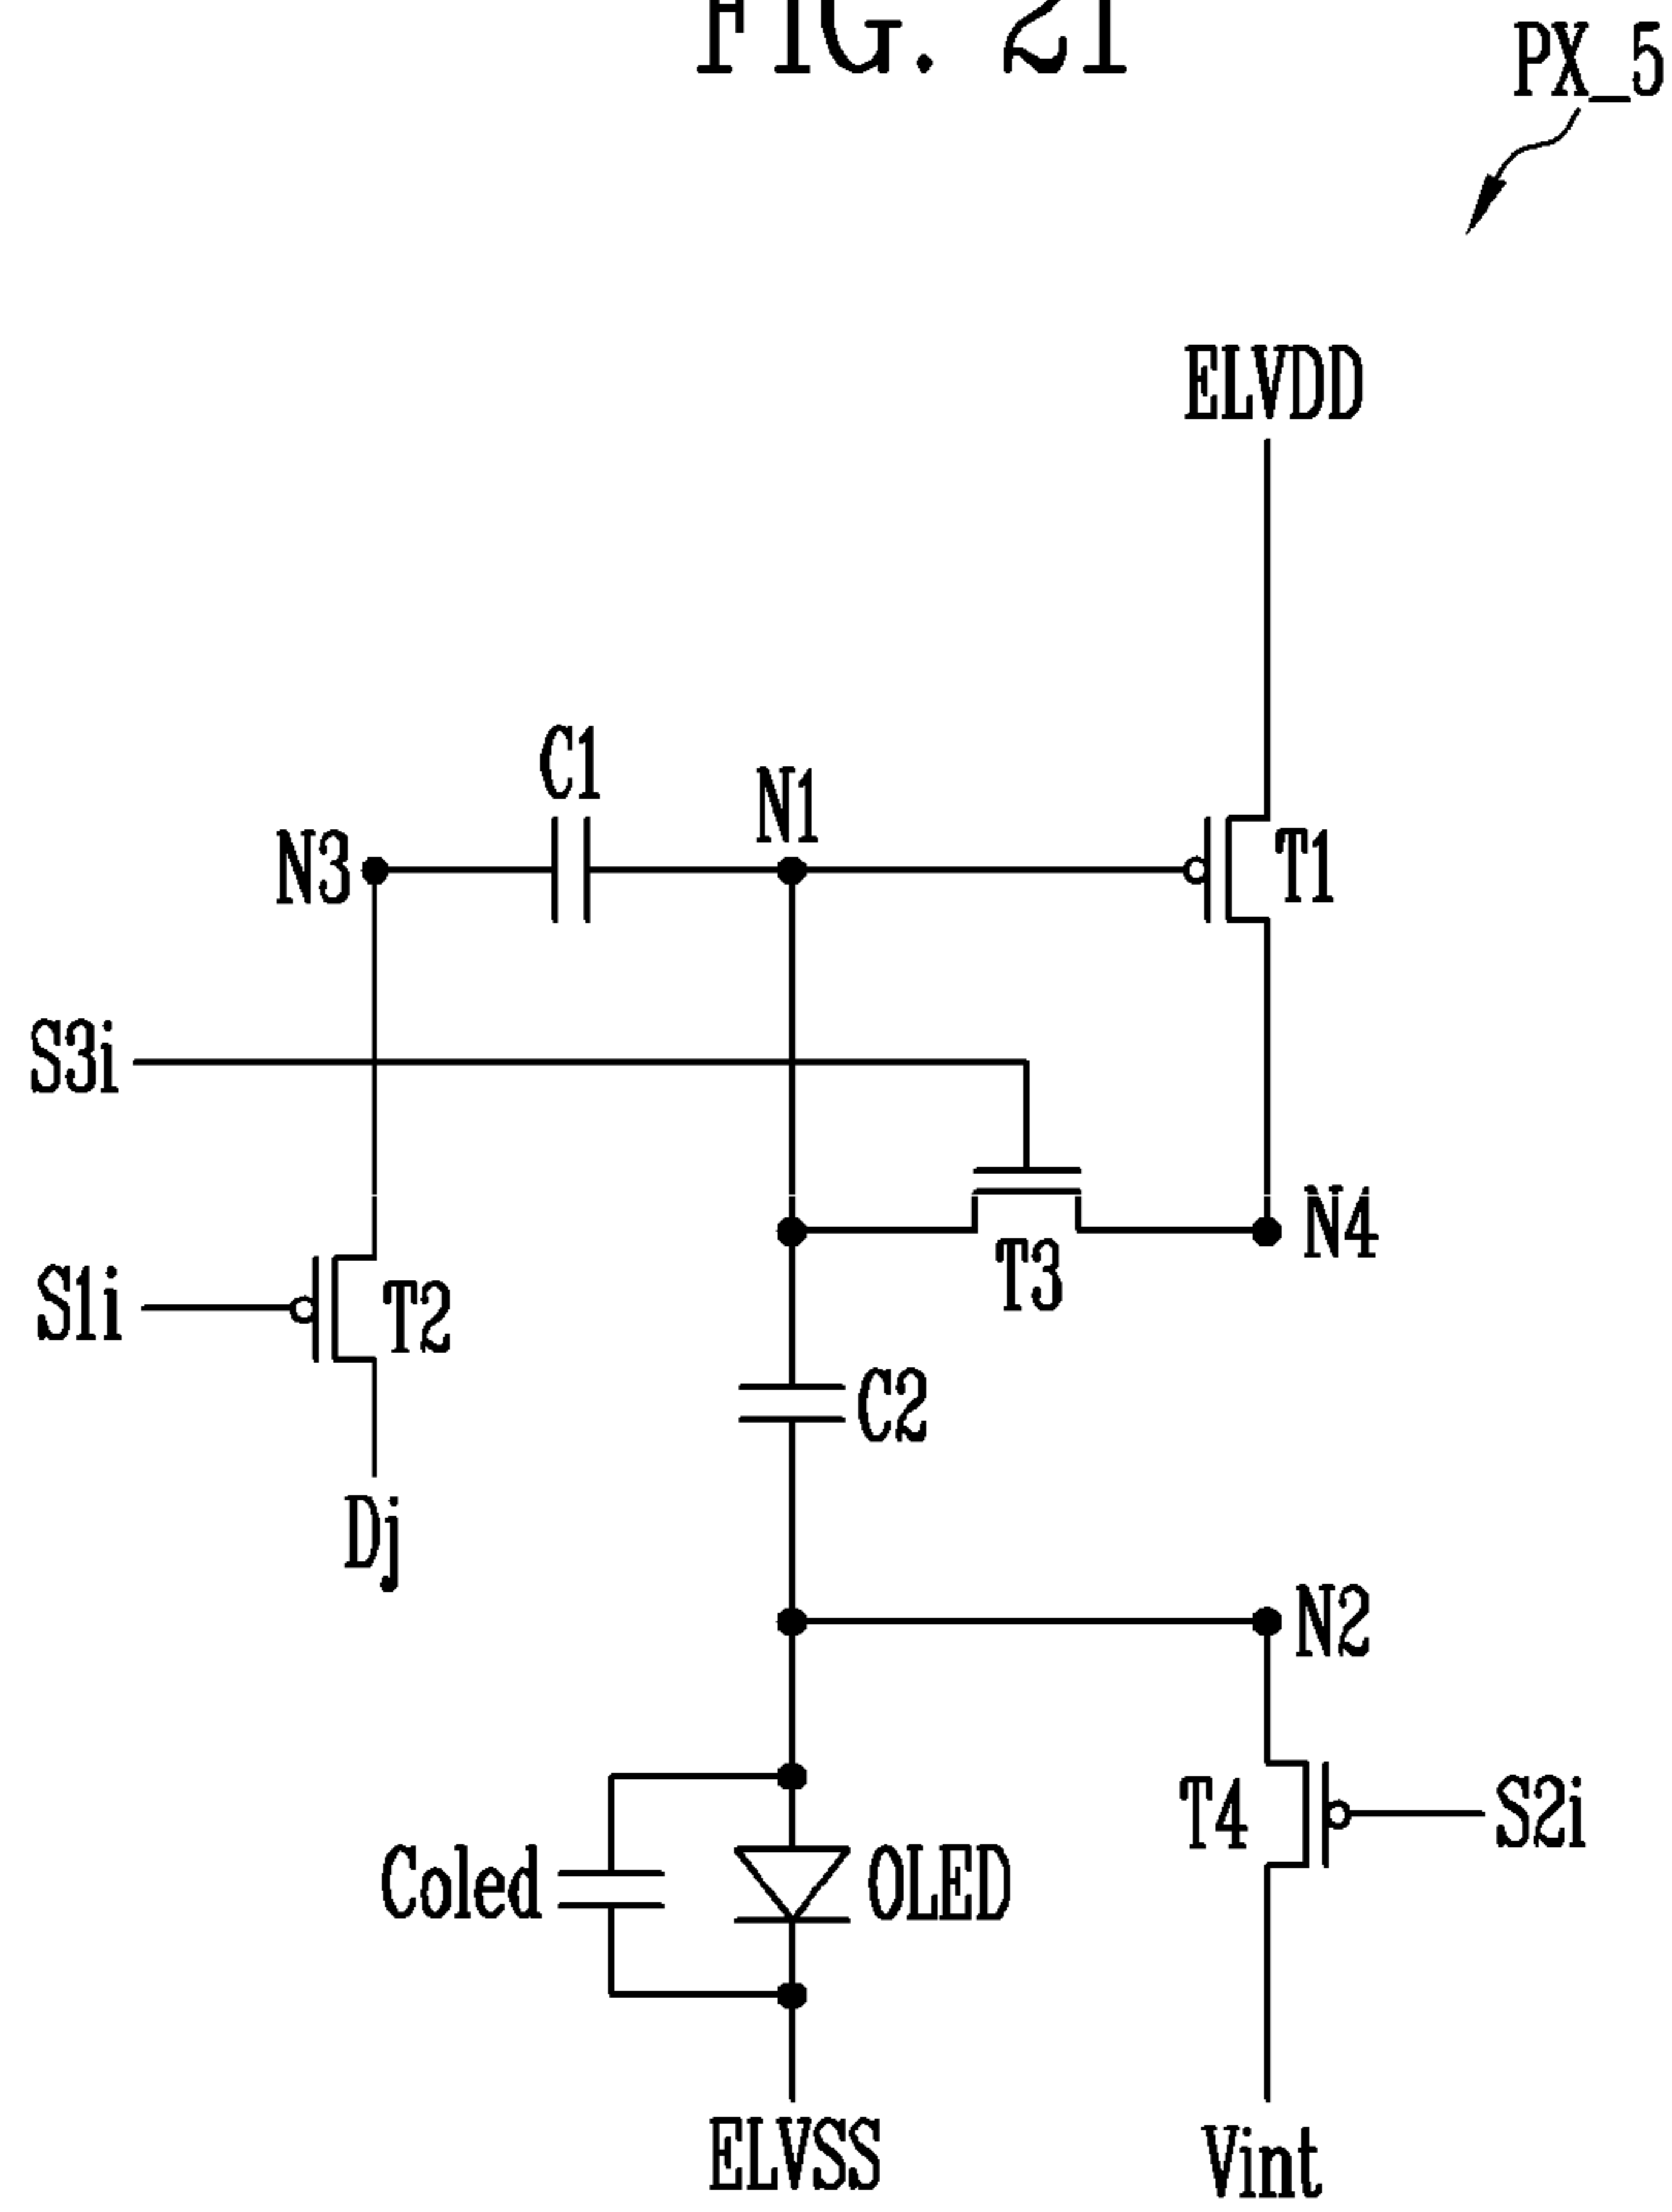 FIG. 21
PX_5
ELVDD
C1
N1
N3
T1
S3i
N4
T3
S1i
T2
C2
Dj
N2
T4
S2i
Coled
OLED
ELVSS
Vint